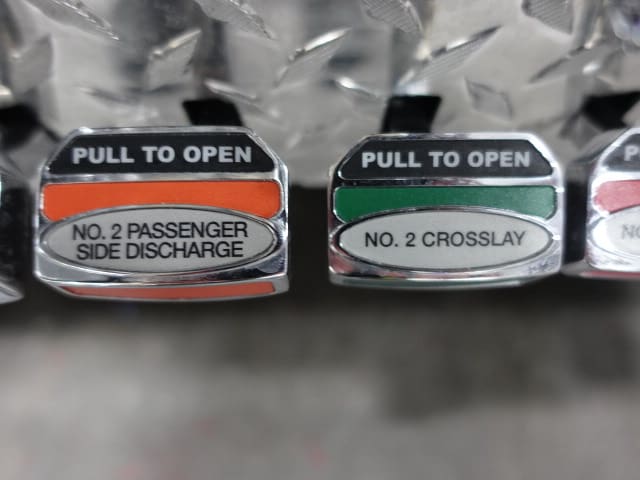 PULL TO OPEN
NO. 2 PASSENGER
SIDE DISCHARGE
PULL TO OPEN
NO. 2 CROSSLAY